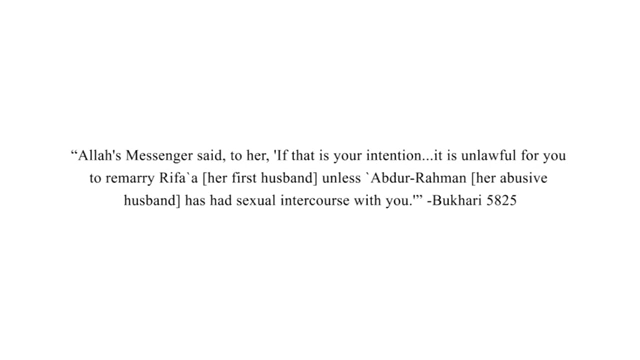 “Allah's Messenger said, to her, 'If that is your intention...it is unlawful for you
to remarry Rifa`a [her first husband] unless `Abdur-Rahman [her abusive
husband] has had sexual intercourse with you.'” -Bukhari 5825